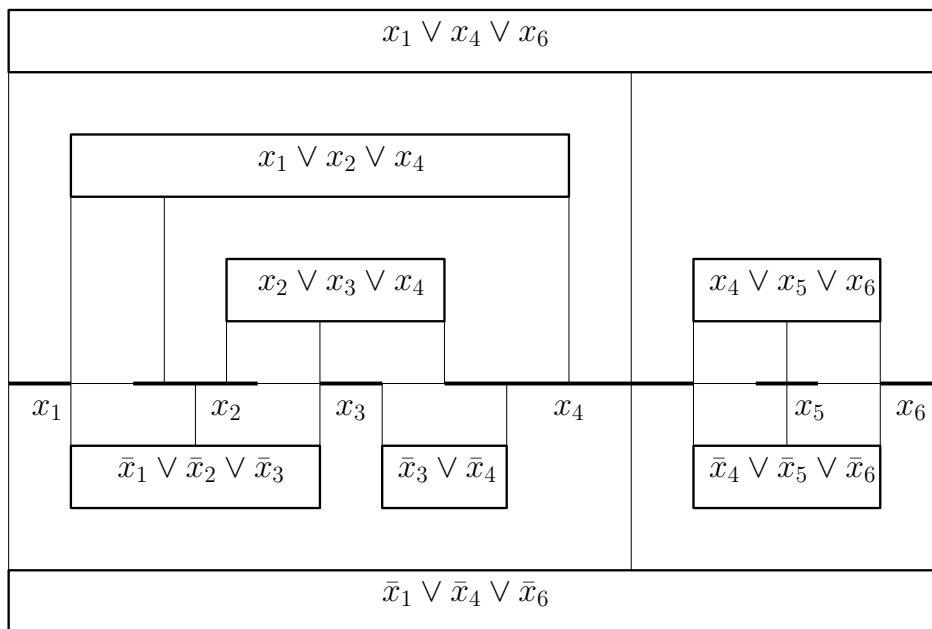 x₁ ∨ x₄ ∨ x₆
x₁ ∨ x₂ ∨ x₄
x₂ ∨ x₃ ∨ x₄
x₄ ∨ x₅ ∨ x₆
x₁ x₂ x₃ x₄ x₅ x₆
x̄₁ ∨ x̄₂ ∨ x̄₃
x̄₃ ∨ x̄₄
x̄₄ ∨ x̄₅ ∨ x̄₆
x̄₁ ∨ x̄₄ ∨ x̄₆